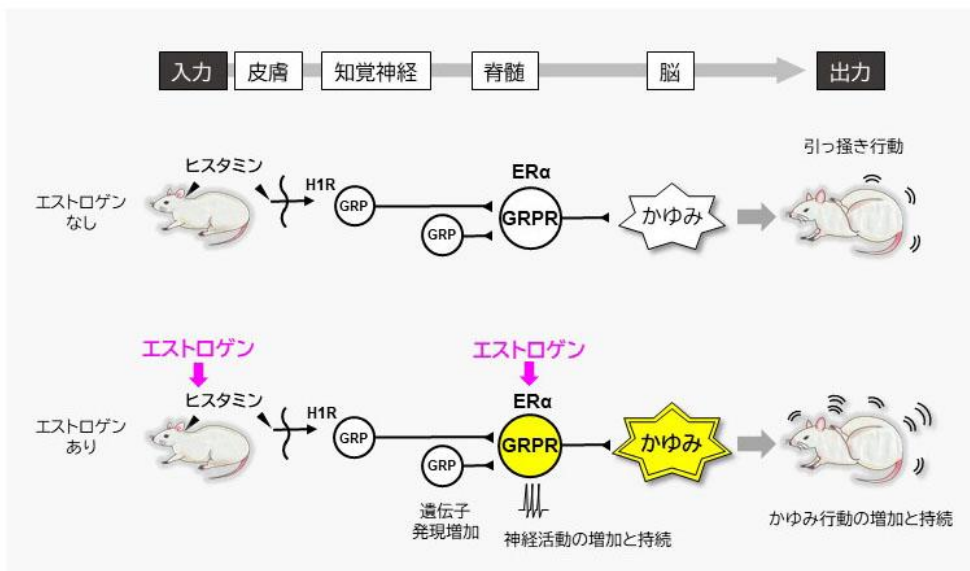 入力
皮膚
知覚神経
脊髄
脳
出力
エストロゲン
なし
ヒスタミン
H1R
GRP
GRP
ERα
GRPR
かゆみ
引っ掻き行動
エストロゲン
エストロゲン
エストロゲン
あり
ヒスタミン
H1R
GRP
GRP
ERα
GRPR
かゆみ
遺伝子
発現増加
神経活動の増加と持続
かゆみ行動の増加と持続